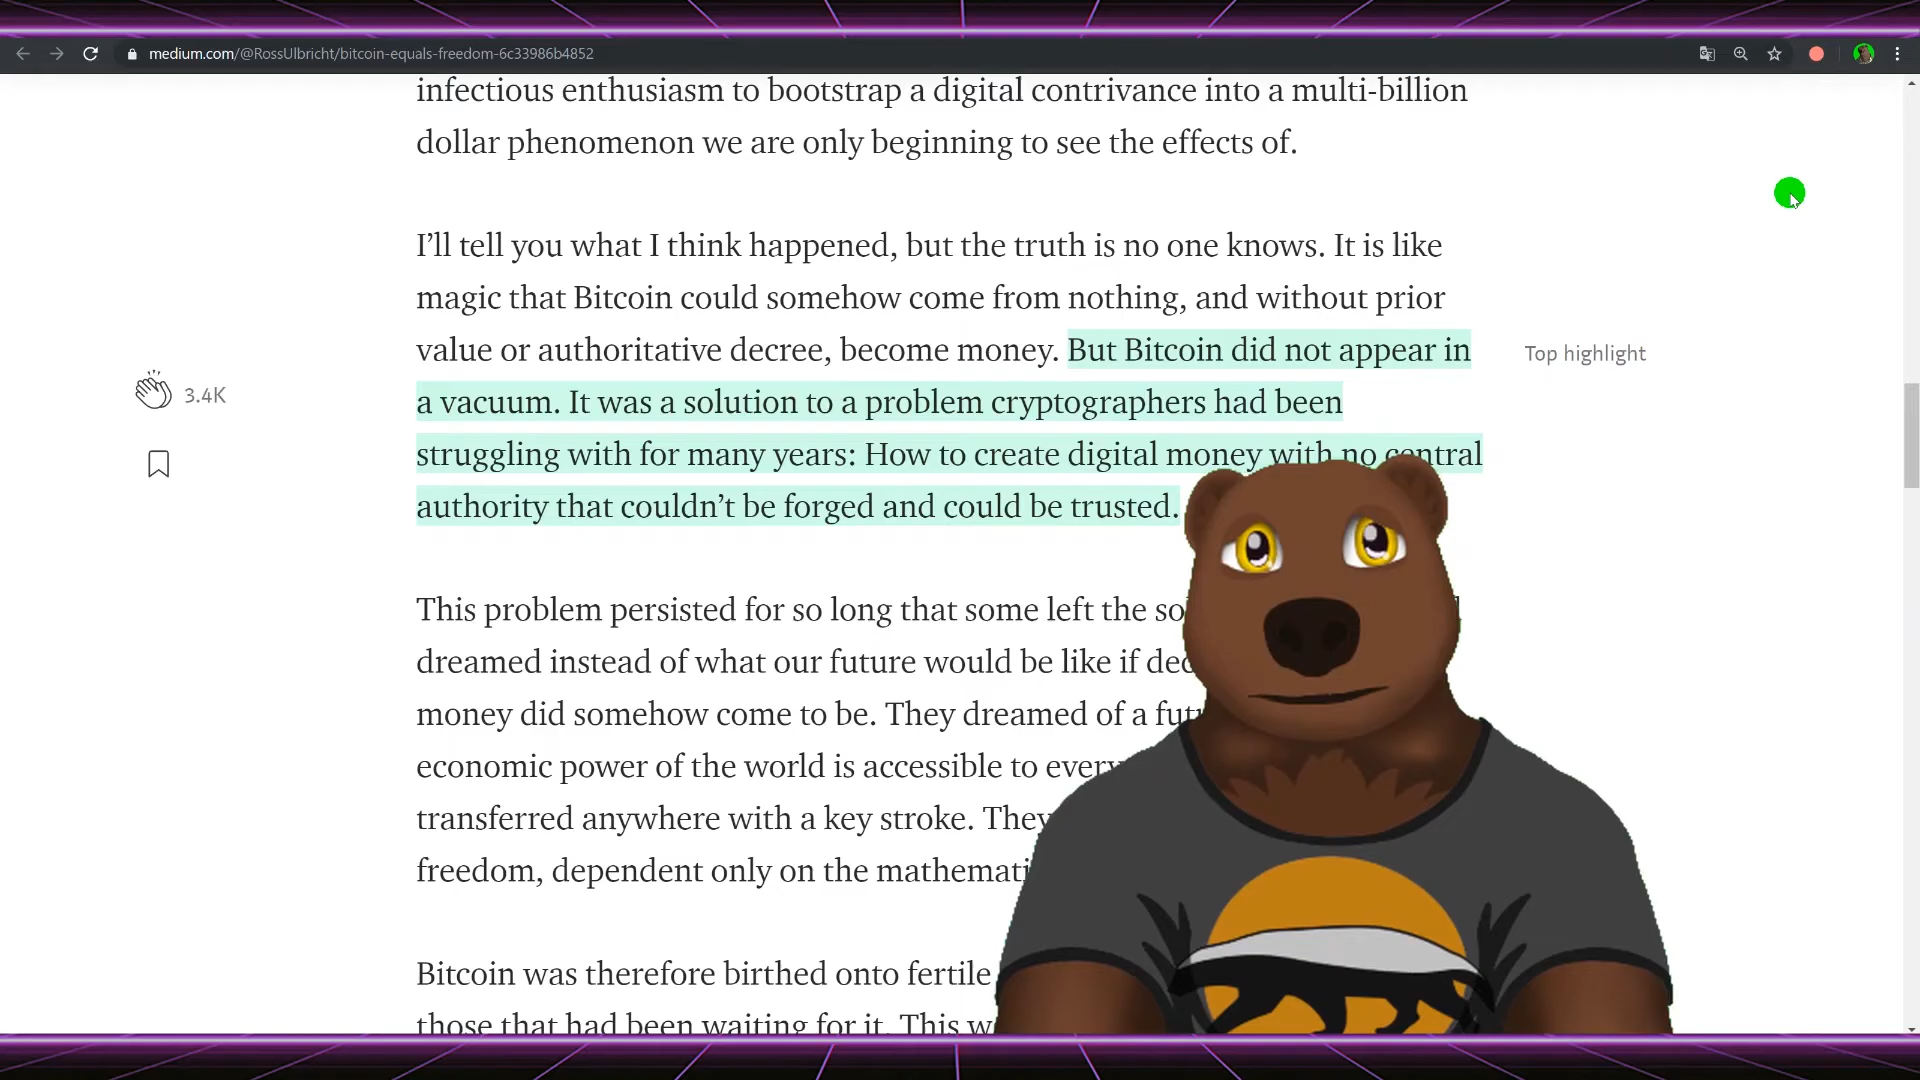 medium.com/@RossUlbricht/bitcoin-equals-freedom-6c33986b4852
infectious enthusiasm to bootstrap a digital contrivance into a multi-billion
dollar phenomenon we are only beginning to see the effects of.
I’ll tell you what I think happened, but the truth is no one knows. It is like
magic that Bitcoin could somehow come from nothing, and without prior
value or authoritative decree, become money. But Bitcoin did not appear in
Top highlight
a vacuum. It was a solution to a problem cryptographers had been
3.4K
struggling with for many years: How to create digital money with no central
authority that couldn’t be forged and could be trusted.
This problem persisted for so long that some left the
dreamed instead of what our future would be like if
money did somehow come to be. They dreamed of a
economic power of the world is accessible to
transferred anywhere with a key stroke. They
freedom, dependent only on the
Bitcoin was therefore birthed onto fertile
those that had been waiting for it. This